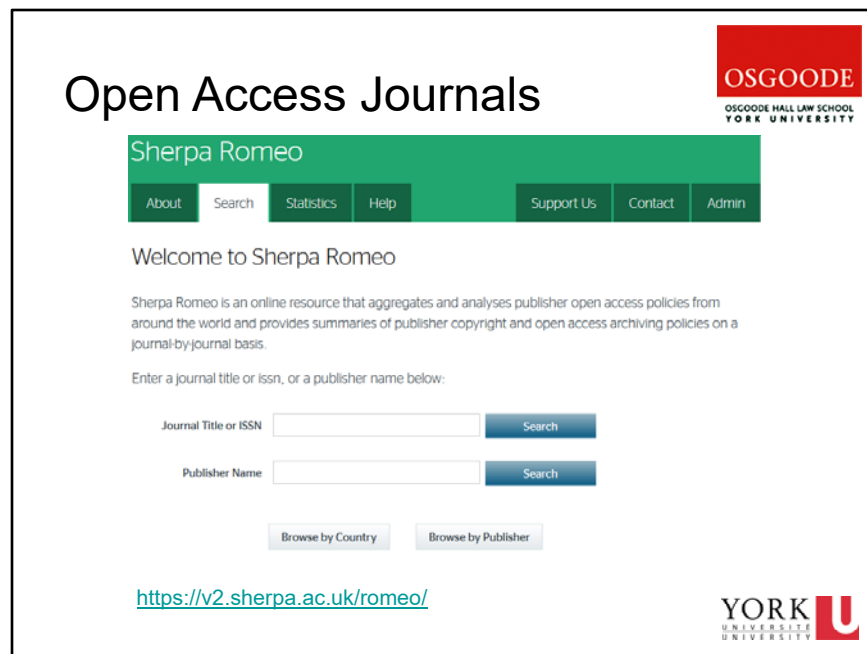 Open Access Journals
OSGOODE
OSGOODE HALL LAW SCHOOL
YORK UNIVERSITY
Sherpa Romeo
About Search Statistics Help Support Us Contact Admin
Welcome to Sherpa Romeo
Sherpa Romeo is an online resource that aggregates and analyses publisher open access policies from
around the world and provides summaries of publisher copyright and open access archiving policies on a
journal-by-journal basis.
Enter a journal title or issn, or a publisher name below:
Journal Title or ISSN Search
Publisher Name Search
Browse by Country Browse by Publisher
https://v2.sherpa.ac.uk/romeo/
YORK U
UNIVERSITÉ
UNIVERSITY